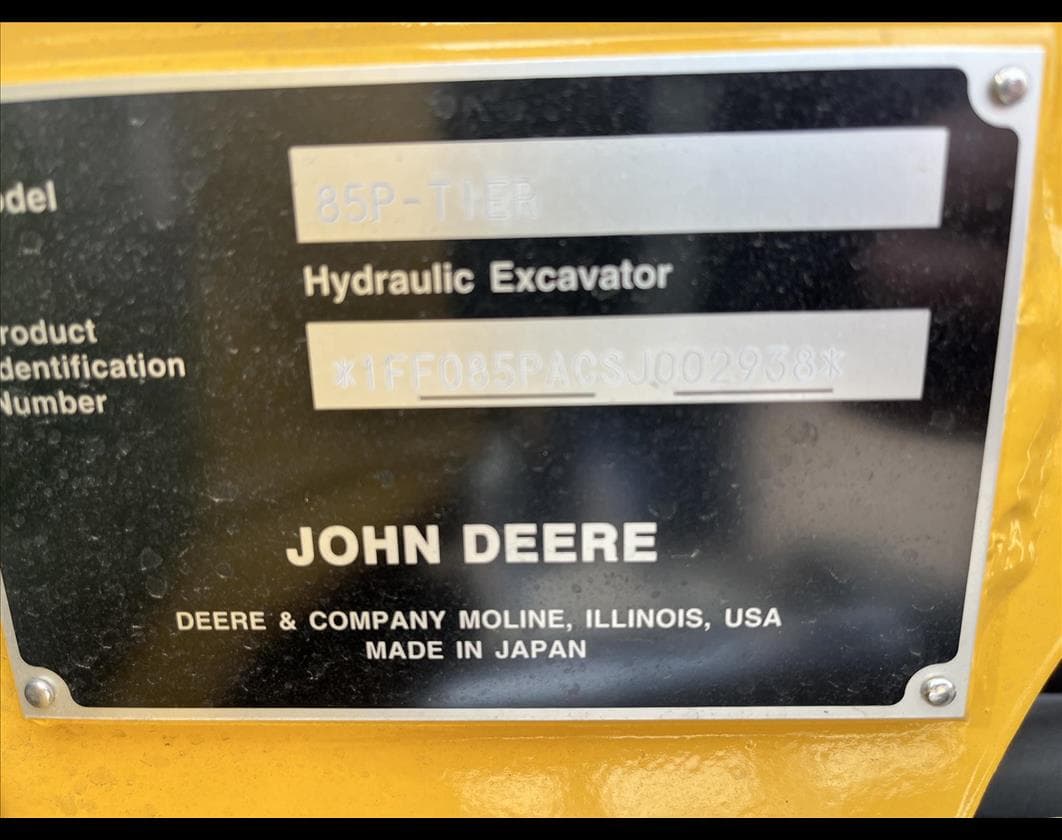 odel
85P-TIER
Hydraulic Excavator
roduct
dentification
Number
*1FF085PACSJ002938*
JOHN DEERE
DEERE & COMPANY MOLINE, ILLINOIS, USA
MADE IN JAPAN